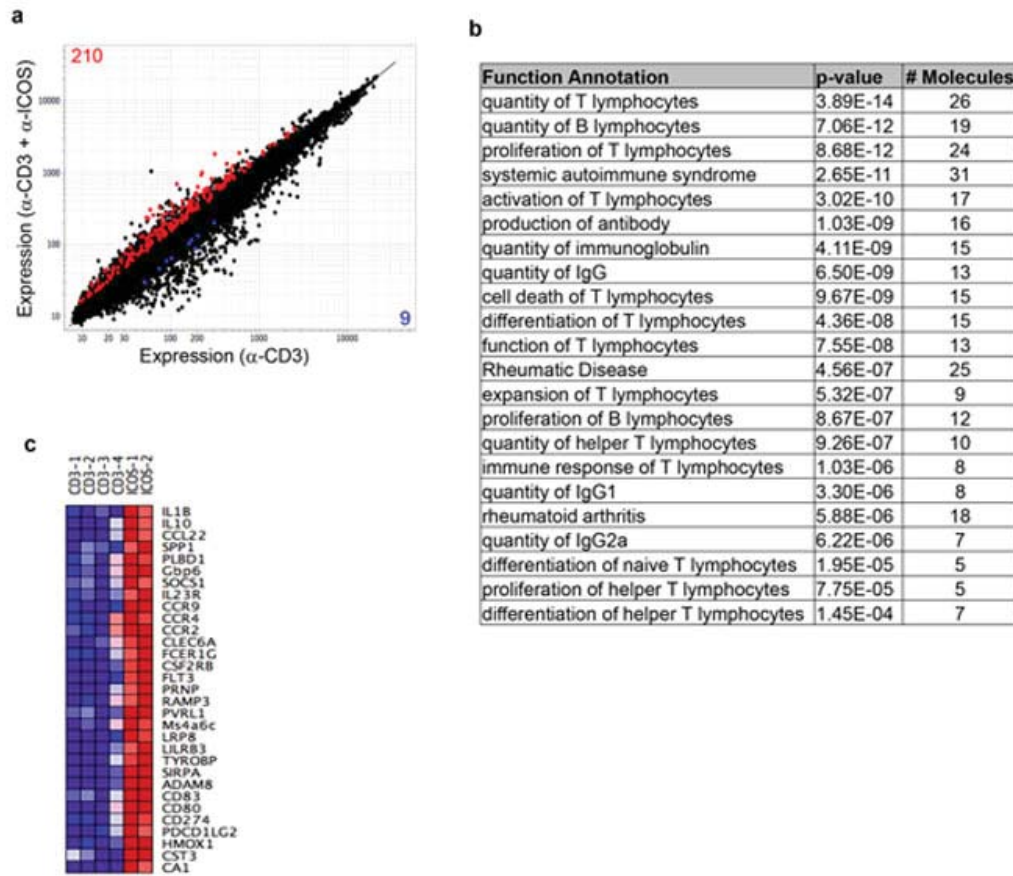 a
210
10000
1000
100
10
Expression (α-CD3 + α-ICOS)
9
10 20 30 100 200 1000 10000
Expression (α-CD3)
b
Function Annotation p-value # Molecules
quantity of T lymphocytes 3.89E-14 26
quantity of B lymphocytes 7.06E-12 19
proliferation of T lymphocytes 8.68E-12 24
systemic autoimmune syndrome 2.65E-11 31
activation of T lymphocytes 3.02E-10 17
production of antibody 1.03E-09 16
quantity of immunoglobulin 4.11E-09 15
quantity of IgG 6.50E-09 13
cell death of T lymphocytes 9.67E-09 15
differentiation of T lymphocytes 4.36E-08 15
function of T lymphocytes 7.55E-08 13
Rheumatic Disease 4.56E-07 25
expansion of T lymphocytes 5.32E-07 9
proliferation of B lymphocytes 8.67E-07 12
quantity of helper T lymphocytes 9.26E-07 10
immune response of T lymphocytes 1.03E-06 8
quantity of IgG1 3.30E-06 8
rheumatoid arthritis 5.88E-06 18
quantity of IgG2a 6.22E-06 7
differentiation of naive T lymphocytes 1.95E-05 5
proliferation of helper T lymphocytes 7.75E-05 5
differentiation of helper T lymphocytes 1.45E-04 7
c
CD3-1
CD3-2
CD3-3
CD3-4
ICOS-1
ICOS-2
IL1B
IL10
CCL22
SPP1
PLBD1
Gbp6
SOCS1
IL23R
CCR9
CCR4
CCR2
CLEC6A
FCER1G
CSF2RB
FLT3
PRNP
RAMP3
PVRL1
Ms4a6c
LRP8
LILRB3
TYROBP
SIRPA
ADAM8
CD83
CD80
CD274
PDCD1LG2
HMOX1
CST3
CA1